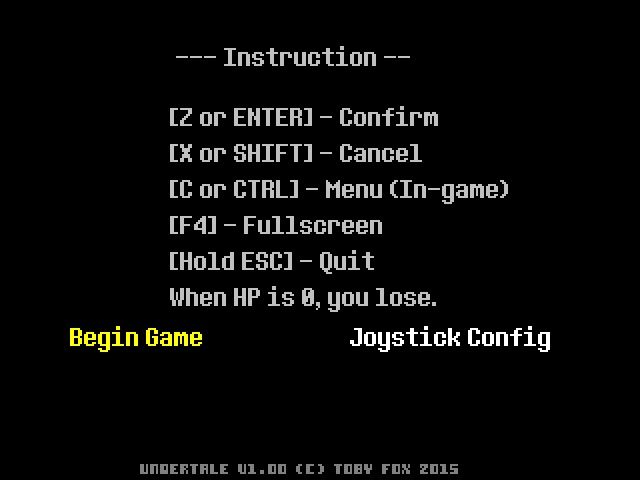 --- Instruction --
[Z or ENTER] - Confirm
[X or SHIFT] - Cancel
[C or CTRL] - Menu (In-game)
[F4] - Fullscreen
[Hold ESC] - Quit
When HP is 0, you lose.
Begin Game
Joystick Config
UNDERTALE V1.00 (C) TOBY FOX 2015